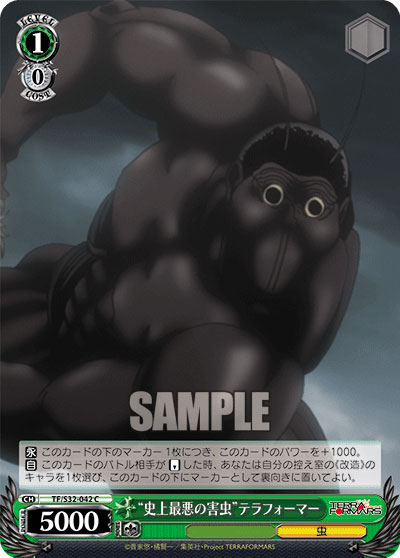 LEVEL
1
0
COST
SAMPLE
永 このカードの下のマーカー1枚につき、このカードのパワーを+1000。
自 このカードのバトル相手がした時、あなたは自分の控え室の《改造》の
キャラを1枚選び、このカードの下にマーカーとして裏向きに置いてよい。
CH TF/S32-042 C
POWER
5000
“史上最悪の害虫”テラフォーマー
TERRAFORMARS
虫
©貴家悠・橘賢一/集英社・Project TERRAFORMARS